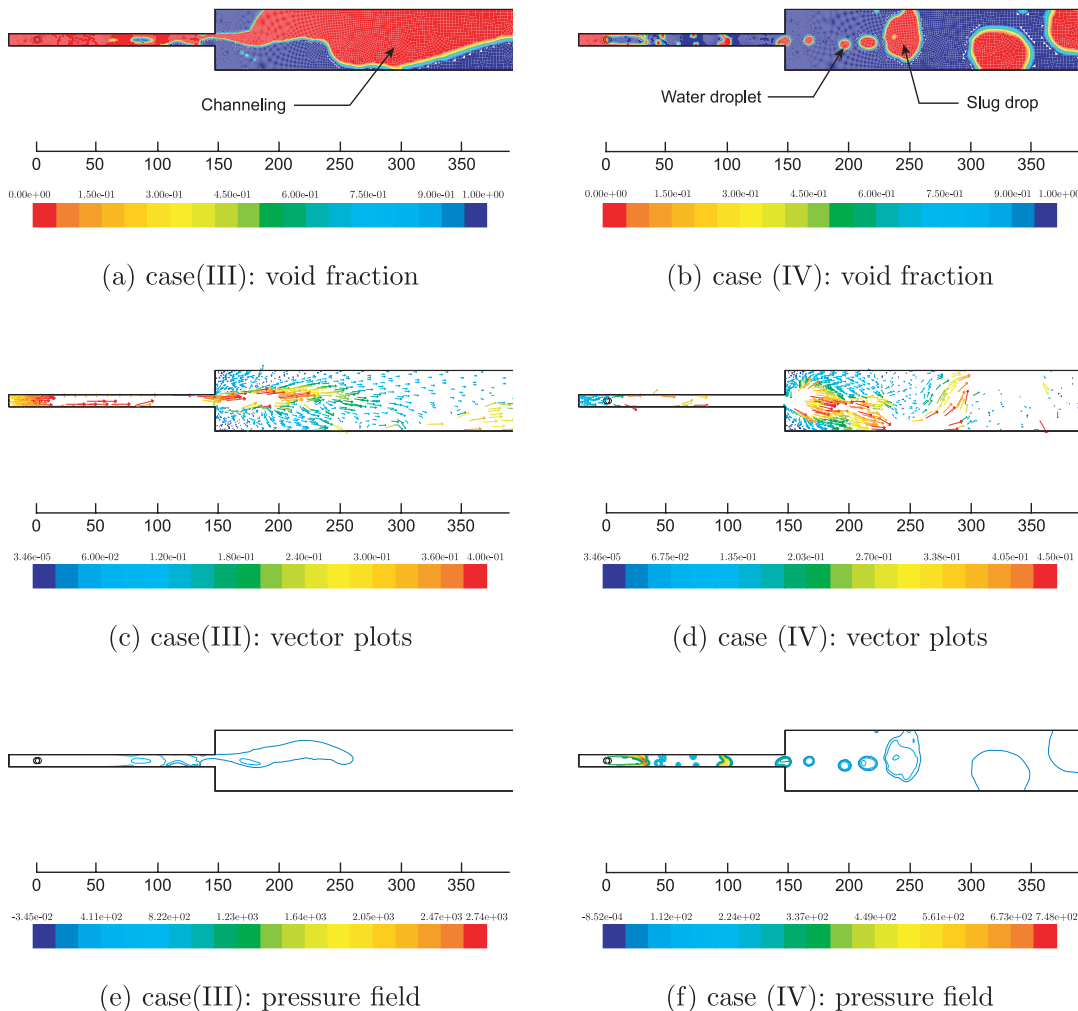 Channeling
Water droplet
Slug drop
0 50 100 150 200 250 300 350
0 50 100 150 200 250 300 350
0.00e+00 1.50e-01 3.00e-01 4.50e-01 6.00e-01 7.50e-01 9.00e-01 1.00e+00
0.00e+00 1.50e-01 3.00e-01 4.50e-01 6.00e-01 7.50e-01 9.00e-01 1.00e+00
(a) case(III): void fraction
(b) case (IV): void fraction
0 50 100 150 200 250 300 350
0 50 100 150 200 250 300 350
3.46e-05 6.00e-02 1.20e-01 1.80e-01 2.40e-01 3.00e-01 3.60e-01 4.00e-01
3.46e-05 6.75e-02 1.35e-01 2.03e-01 2.70e-01 3.38e-01 4.05e-01 4.50e-01
(c) case(III): vector plots
(d) case (IV): vector plots
0 50 100 150 200 250 300 350
0 50 100 150 200 250 300 350
-3.45e-02 4.11e+02 8.22e+02 1.23e+03 1.64e+03 2.05e+03 2.47e+03 2.74e+03
-8.52e-04 1.12e+02 2.24e+02 3.37e+02 4.49e+02 5.61e+02 6.73e+02 7.48e+02
(e) case(III): pressure field
(f) case (IV): pressure field